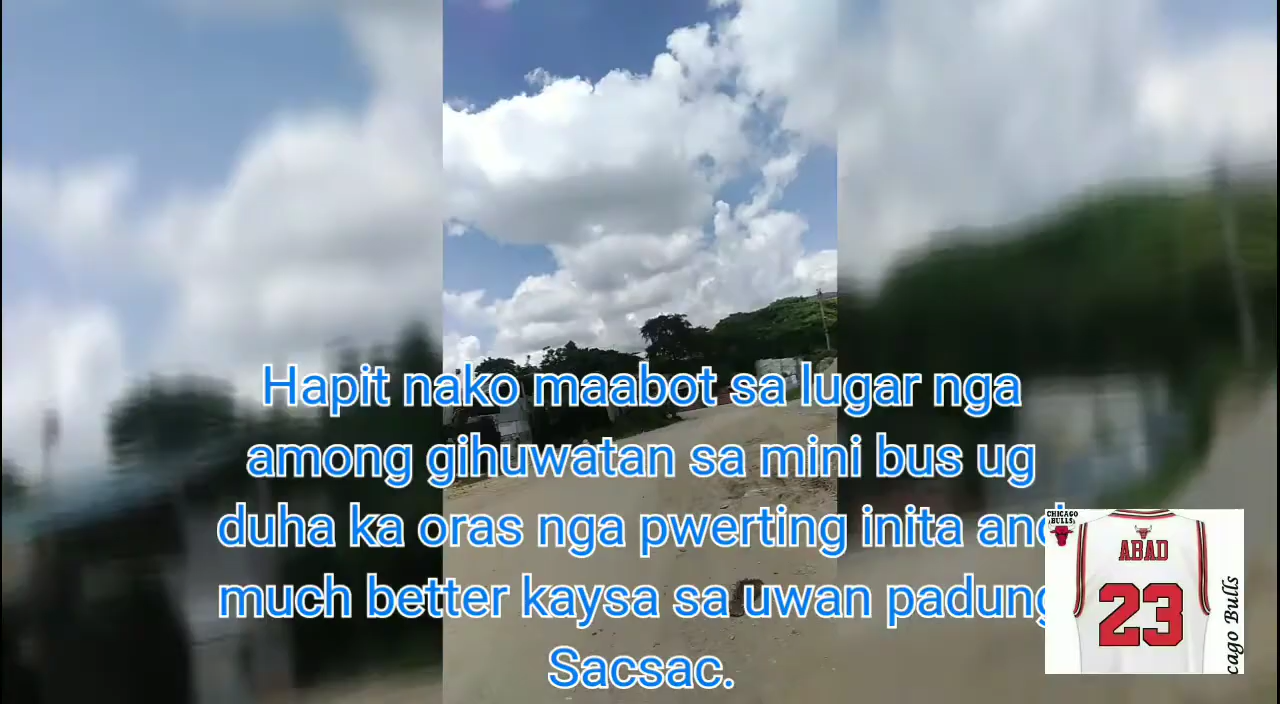 Hapit nako maabot sa lugar nga
among gihuwatan sa mini bus ug
duha ka oras nga pwerting inita and
much better kaysa sa uwan padung
Sacsac.
CHICAGO
BULLS
ABAD
23
cago Bulls